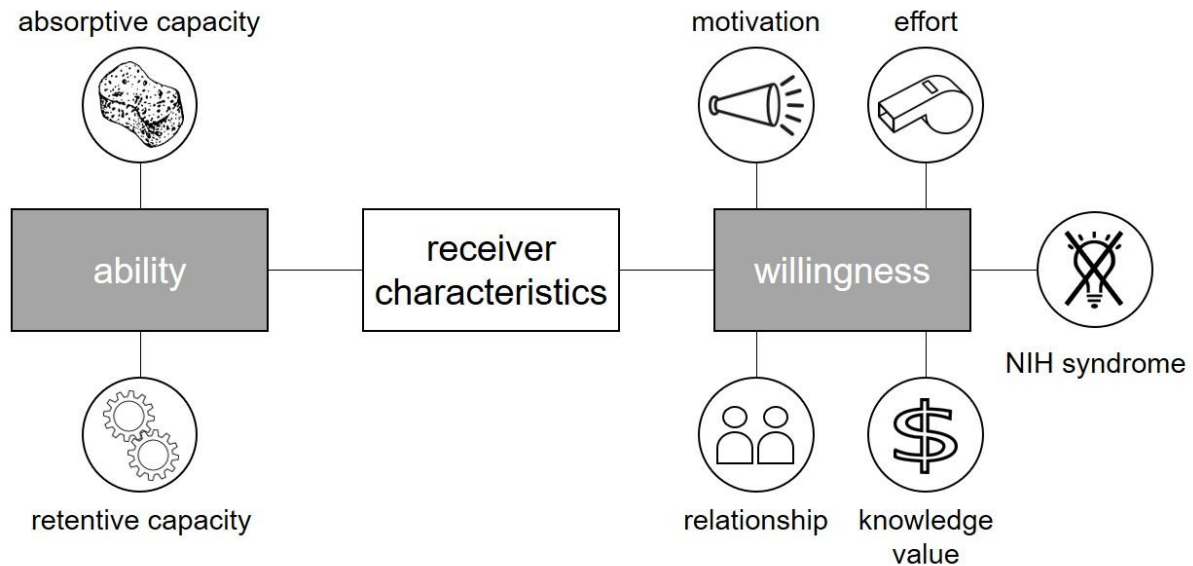 absorptive capacity
motivation
effort
ability
receiver
characteristics
willingness
NIH syndrome
retentive capacity
relationship
knowledge
value